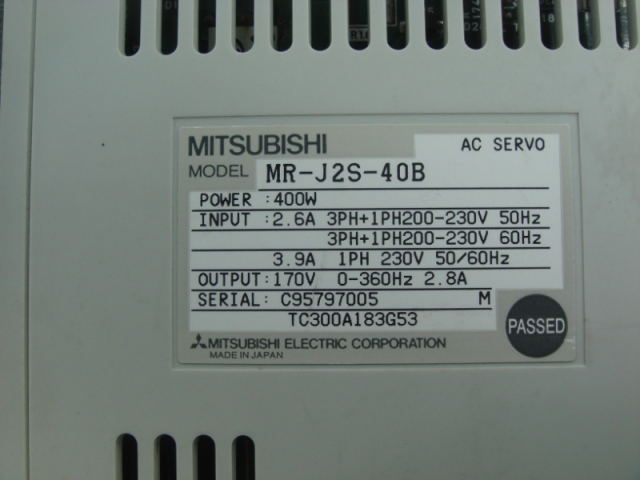 MITSUBISHI AC SERVO
MODEL MR-J2S-40B
POWER :400W
INPUT :2.6A 3PH+1PH200-230V 50Hz
3PH+1PH200-230V 60Hz
3.9A 1PH 230V 50/60Hz
OUTPUT:170V 0-360Hz 2.8A
SERIAL: C95797005 M
TC300A183G53
PASSED
MITSUBISHI ELECTRIC CORPORATION
MADE IN JAPAN